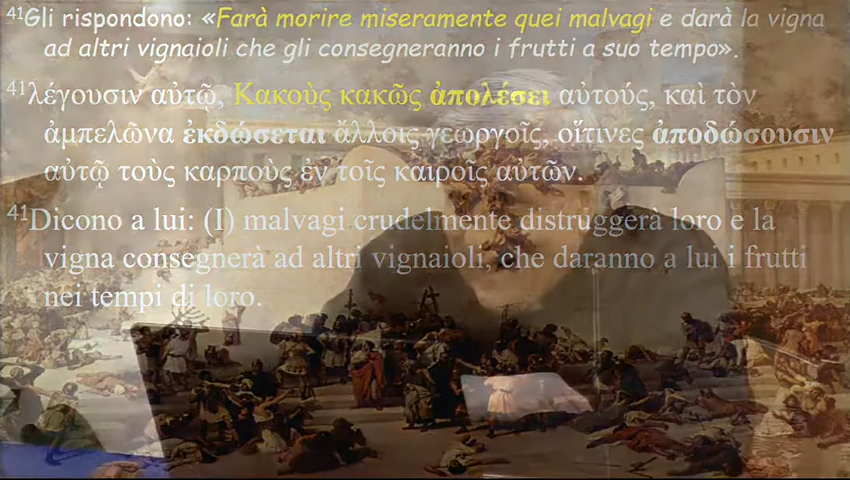 ⁴¹Gli rispondono: «Farà morire miseramente quei malvagi e darà la vigna
ad altri vignaioli che gli consegneranno i frutti a suo tempo».
⁴¹λέγουσιν αὐτῷ, Κακοὺς κακῶς ἀπολέσει αὐτούς, καὶ τὸν
ἀμπελῶνα ἐκδώσεται ἄλλοις γεωργοῖς, οἵτινες ἀποδώσουσιν
αὐτῷ τοὺς καρποὺς ἐν τοῖς καιροῖς αὐτῶν.
⁴¹Dicono a lui: (I) malvagi crudelmente distruggerà loro e la
vigna consegnerà ad altri vignaioli, che daranno a lui i frutti
nei tempi di loro.